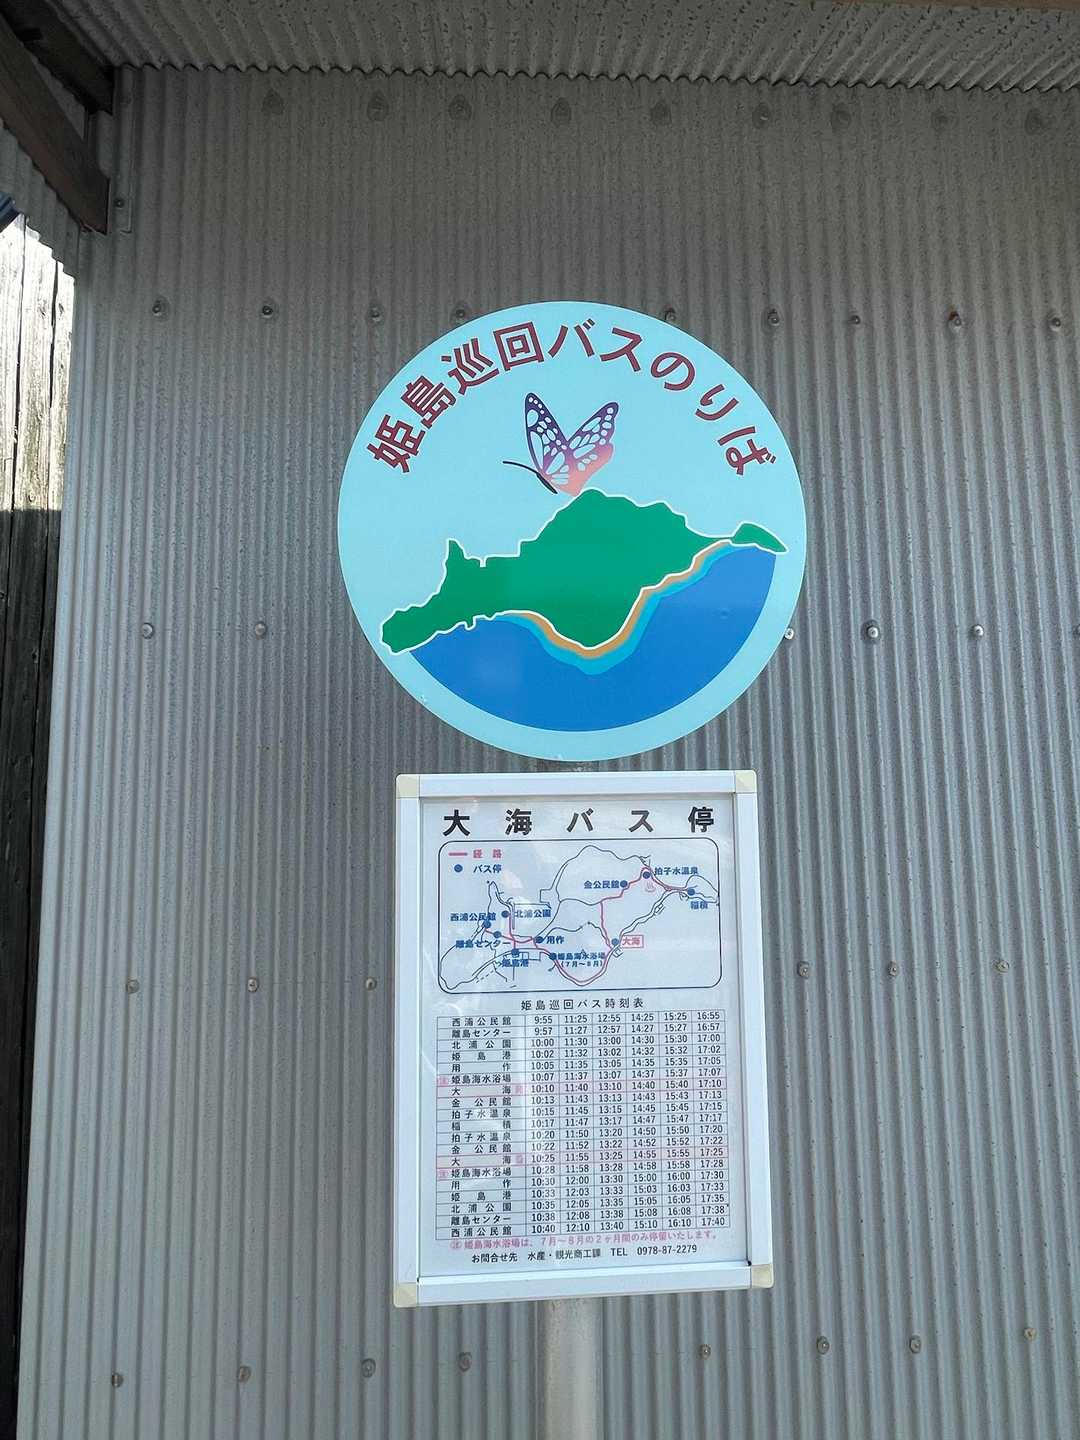 姫島巡回バスのりば
大海バス停
経路
バス停
拍子水温泉
金公民館
稲積
西浦公民館
北浦公園
離島センター
用作
大海
姫島港
姫島海水浴場
(7月~8月)
姫島巡回バス時刻表
西浦公民館 9:55 11:25 12:55 14:25 15:25 16:55
離島センター 9:57 11:27 12:57 14:27 15:27 16:57
北浦公園 10:00 11:30 13:00 14:30 15:30 17:00
姫島港 10:02 11:32 13:02 14:32 15:32 17:02
用作 10:05 11:35 13:05 14:35 15:35 17:05
姫島海水浴場 10:07 11:37 13:07 14:37 15:37 17:07
大海 10:10 11:40 13:10 14:40 15:40 17:10
金公民館 10:13 11:43 13:13 14:43 15:43 17:13
拍子水温泉 10:15 11:45 13:15 14:45 15:45 17:15
稲積 10:17 11:47 13:17 14:47 15:47 17:17
拍子水温泉 10:20 11:50 13:20 14:50 15:50 17:20
金公民館 10:22 11:52 13:22 14:52 15:52 17:22
大海 10:25 11:55 13:25 14:55 15:55 17:25
姫島海水浴場 10:28 11:58 13:28 14:58 15:58 17:28
用作 10:30 12:00 13:30 15:00 16:00 17:30
姫島港 10:33 12:03 13:33 15:03 16:03 17:33
北浦公園 10:35 12:05 13:35 15:05 16:05 17:35
離島センター 10:38 12:08 13:38 15:08 16:08 17:38
西浦公民館 10:40 12:10 13:40 15:10 16:10 17:40
姫島海水浴場は、7月~8月の2ヶ月間のみ停留いたします。
お問合せ先 水産・観光商工課 TEL 0978-87-2279